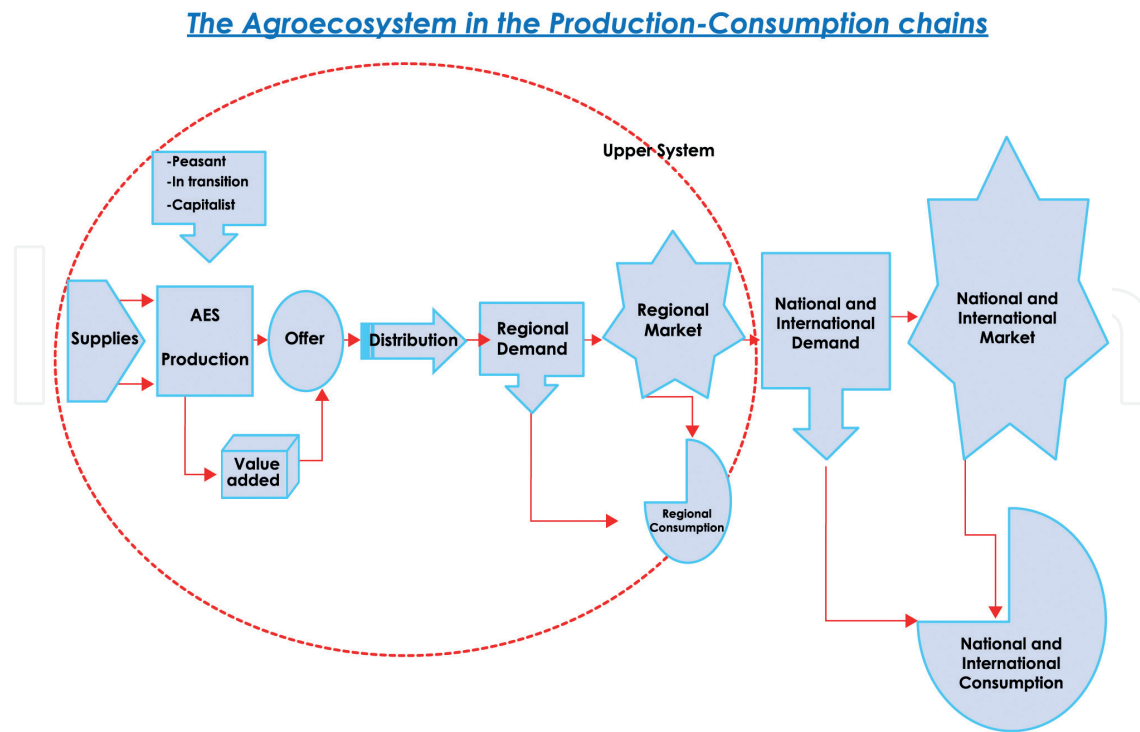 The Agroecosystem in the Production-Consumption chains
Upper System
-Peasant
-In transition
-Capitalist
Supplies
AES
Production
Offer
Distribution
Regional
Demand
Regional
Market
National and
International
Demand
National and
International
Market
Value
added
Regional
Consumption
National and
International
Consumption